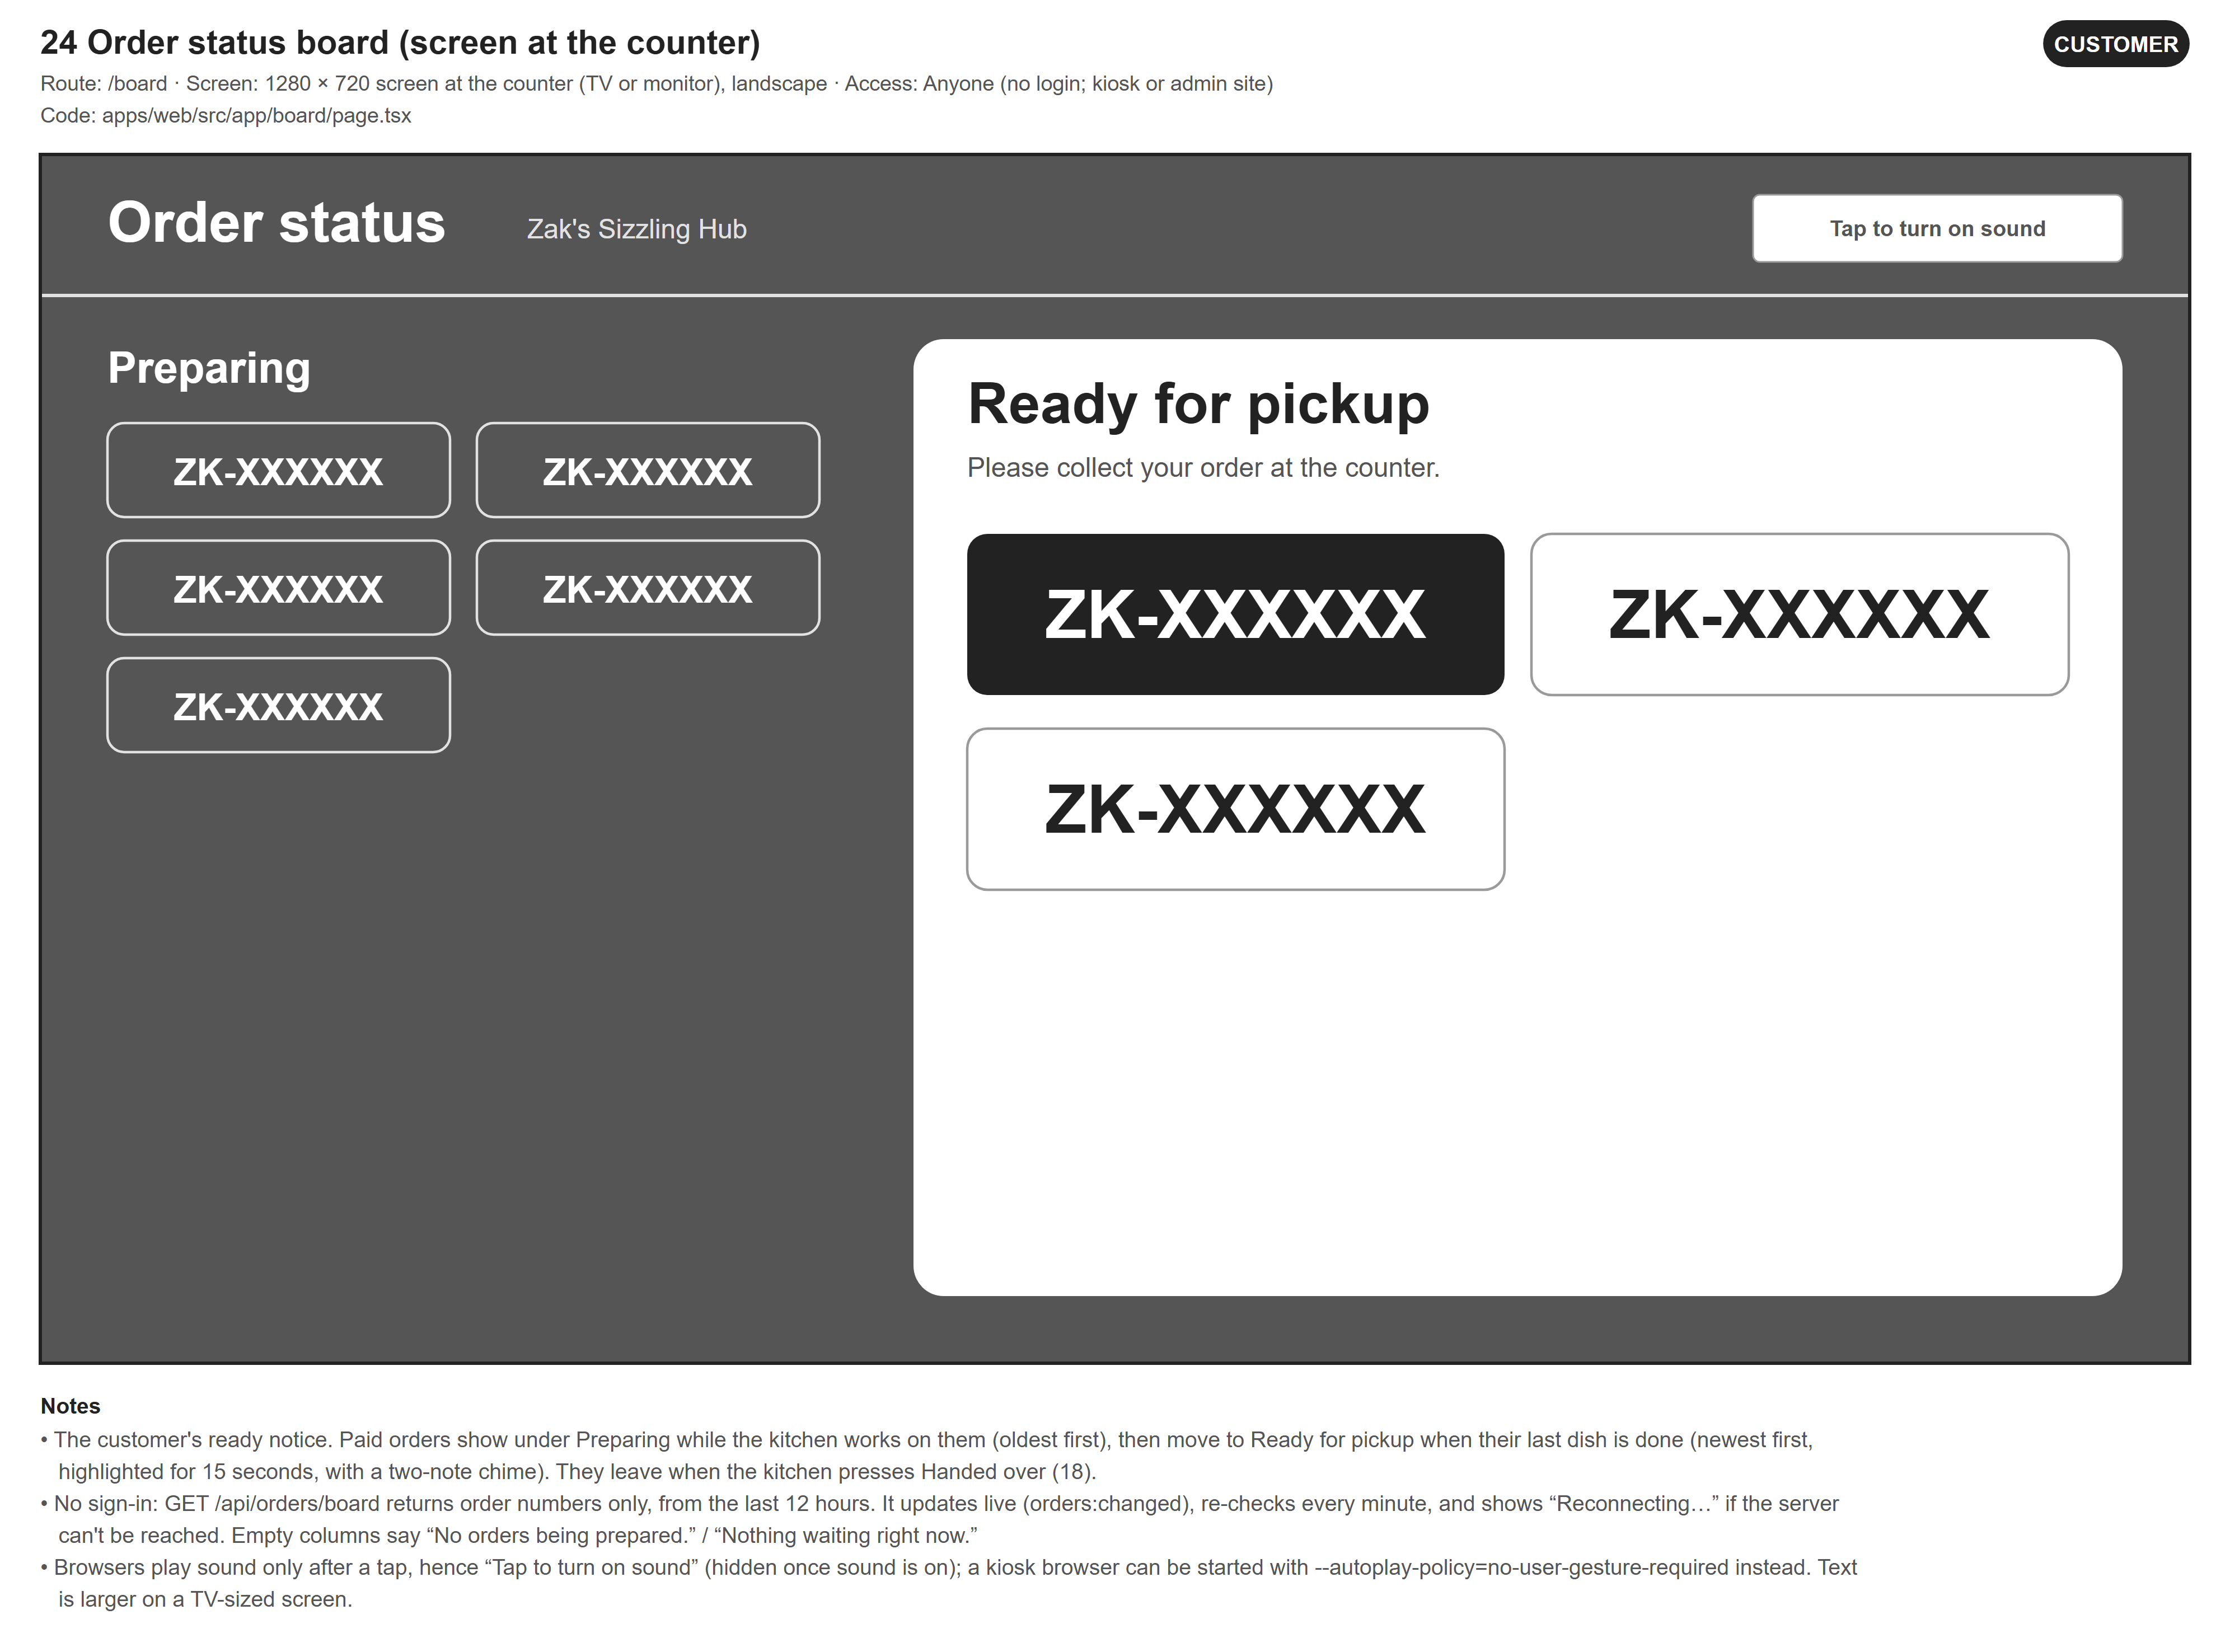 24 Order status board (screen at the counter)
CUSTOMER
Route: /board · Screen: 1280 × 720 screen at the counter (TV or monitor), landscape · Access: Anyone (no login; kiosk or admin site)
Code: apps/web/src/app/board/page.tsx
Order status
Zak's Sizzling Hub
Tap to turn on sound
Preparing
ZK-XXXXXX
ZK-XXXXXX
ZK-XXXXXX
ZK-XXXXXX
ZK-XXXXXX
Ready for pickup
Please collect your order at the counter.
ZK-XXXXXX
ZK-XXXXXX
ZK-XXXXXX
Notes
• The customer's ready notice. Paid orders show under Preparing while the kitchen works on them (oldest first), then move to Ready for pickup when their last dish is done (newest first,
highlighted for 15 seconds, with a two-note chime). They leave when the kitchen presses Handed over (18).
• No sign-in: GET /api/orders/board returns order numbers only, from the last 12 hours. It updates live (orders:changed), re-checks every minute, and shows “Reconnecting…” if the server
can't be reached. Empty columns say “No orders being prepared.” / “Nothing waiting right now.”
• Browsers play sound only after a tap, hence “Tap to turn on sound” (hidden once sound is on); a kiosk browser can be started with --autoplay-policy=no-user-gesture-required instead. Text
is larger on a TV-sized screen.